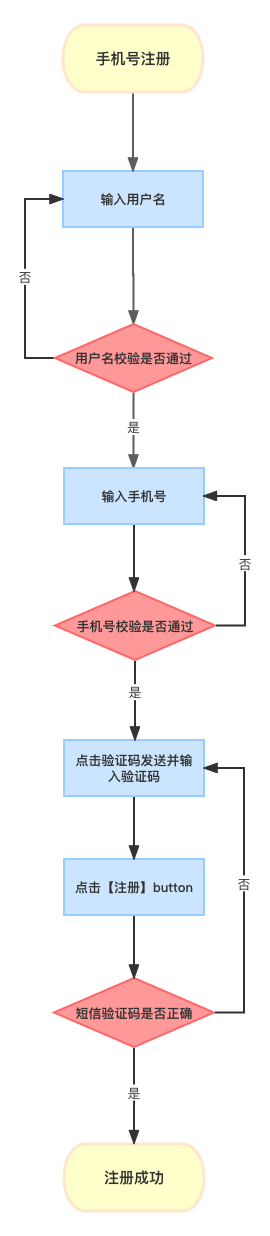 手机号注册
输入用户名
否
用户名校验是否通过
是
输入手机号
否
手机号校验是否通过
是
点击验证码发送并输
入验证码
点击【注册】button
否
短信验证码是否正确
是
注册成功